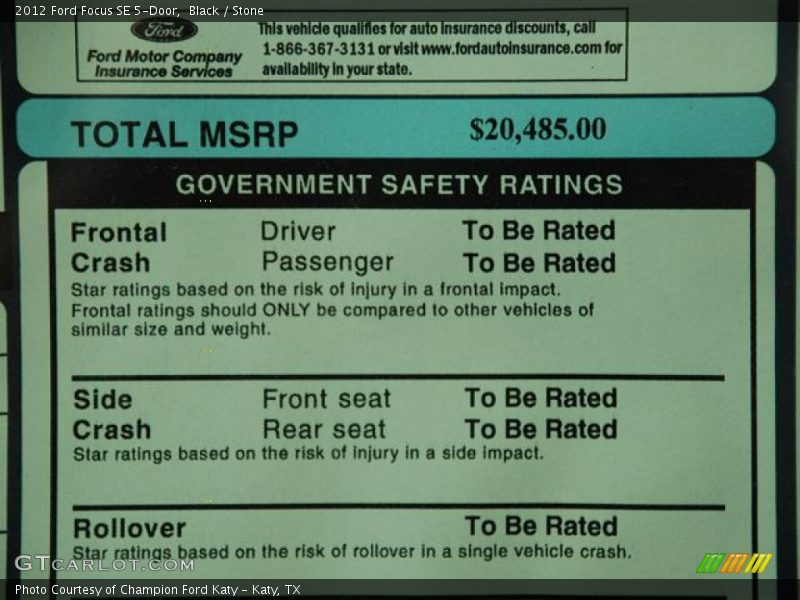 2012 Ford Focus SE 5-Door, Black / Stone
Ford
Ford Motor Company
Insurance Services
This vehicle qualifies for auto insurance discounts, call
1-866-367-3131 or visit www.fordautoinsurance.com for
availability in your state.
TOTAL MSRP $20,485.00
GOVERNMENT SAFETY RATINGS
Frontal Driver To Be Rated
Crash Passenger To Be Rated
Star ratings based on the risk of injury in a frontal impact.
Frontal ratings should ONLY be compared to other vehicles of
similar size and weight.
Side Front seat To Be Rated
Crash Rear seat To Be Rated
Star ratings based on the risk of injury in a side impact.
Rollover To Be Rated
Star ratings based on the risk of rollover in a single vehicle crash.
GTCARLOT.COM
Photo Courtesy of Champion Ford Katy - Katy, TX